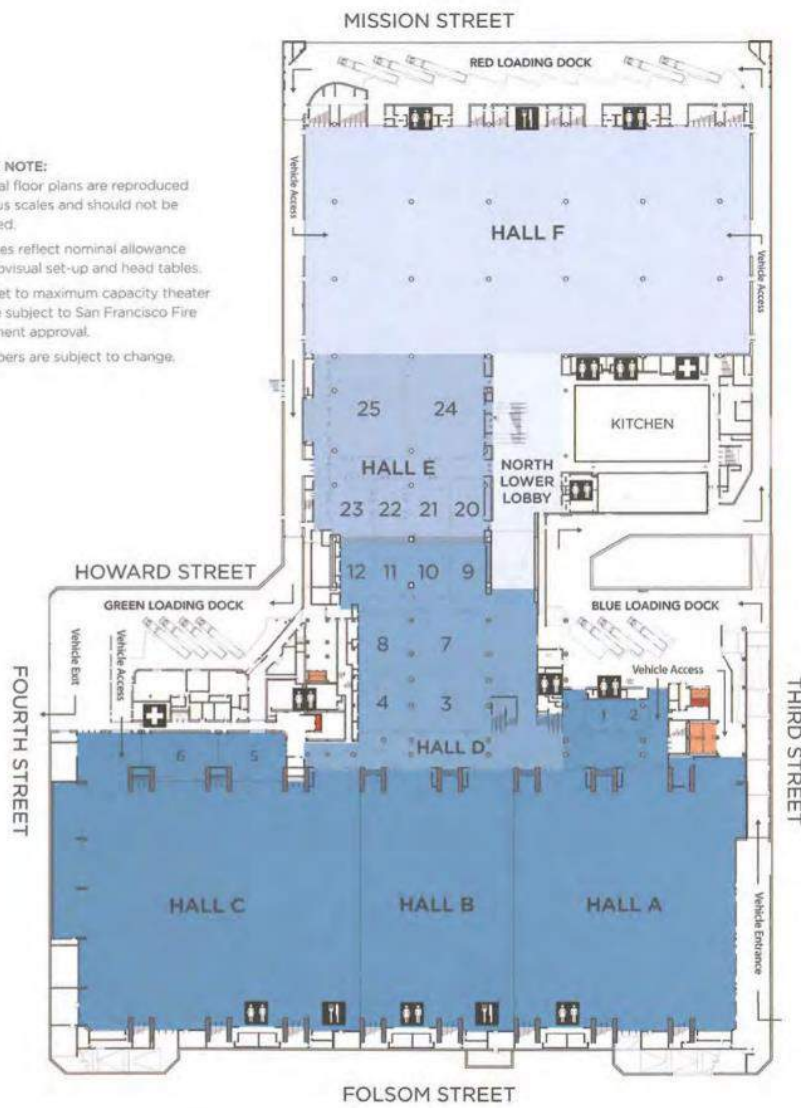 MISSION STREET
RED LOADING DOCK
NOTE:
al floor plans are reproduced
us scales and should not be
ed.
es reflect nominal allowance
ovisual set-up and head tables.
et to maximum capacity theater
e subject to San Francisco Fire
ment approval.
bers are subject to change.
Vehicle Access
HALL F
Vehicle Access
25
24
KITCHEN
HALL E
NORTH
LOWER
LOBBY
23 22 21 20
HOWARD STREET
12 11 10 9
GREEN LOADING DOCK
BLUE LOADING DOCK
Vehicle Exit
Vehicle Access
8
7
Vehicle Access
FOURTH STREET
THIRD STREET
4
3
1 2
6
5
HALL D
HALL C
HALL B
HALL A
Vehicle Entrance
FOLSOM STREET